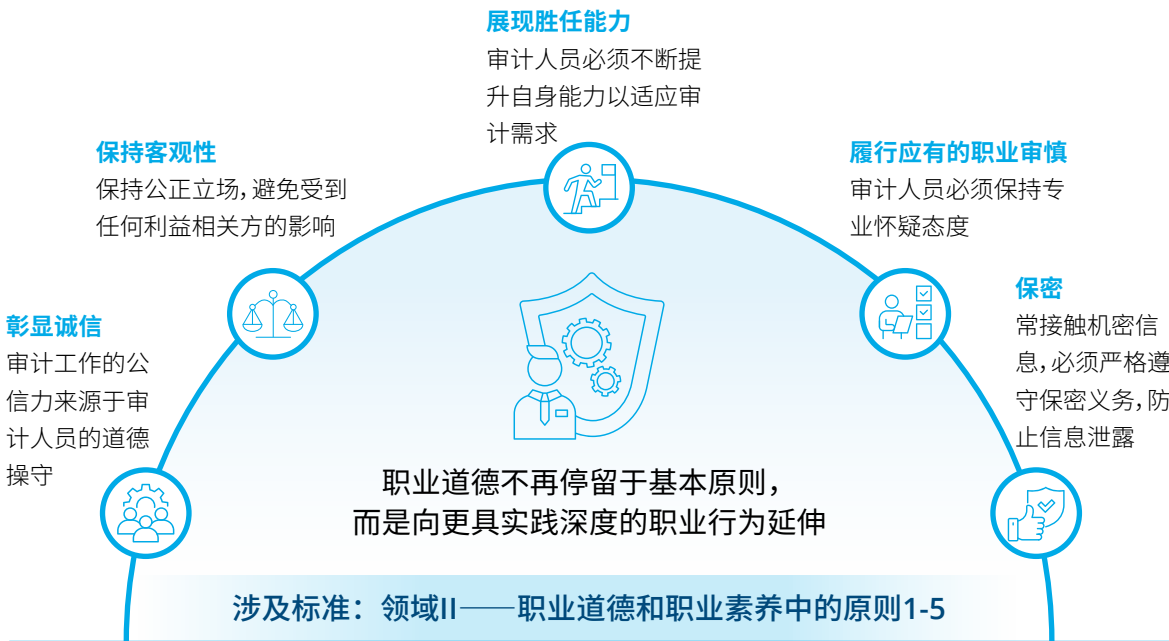 展现胜任能力
审计人员必须不断提
升自身能力以适应审
计需求
保持客观性
保持公正立场，避免受到
任何利益相关方的影响
履行应有的职业审慎
审计人员必须保持专
业怀疑态度
彰显诚信
审计工作的公
信力来源于审
计人员的道德
操守
保密
常接触机密信
息，必须严格遵
守保密义务，防
止信息泄露
职业道德不再停留于基本原则，
而是向更具实践深度的职业行为延伸
涉及标准：领域II——职业道德和职业素养中的原则1-5